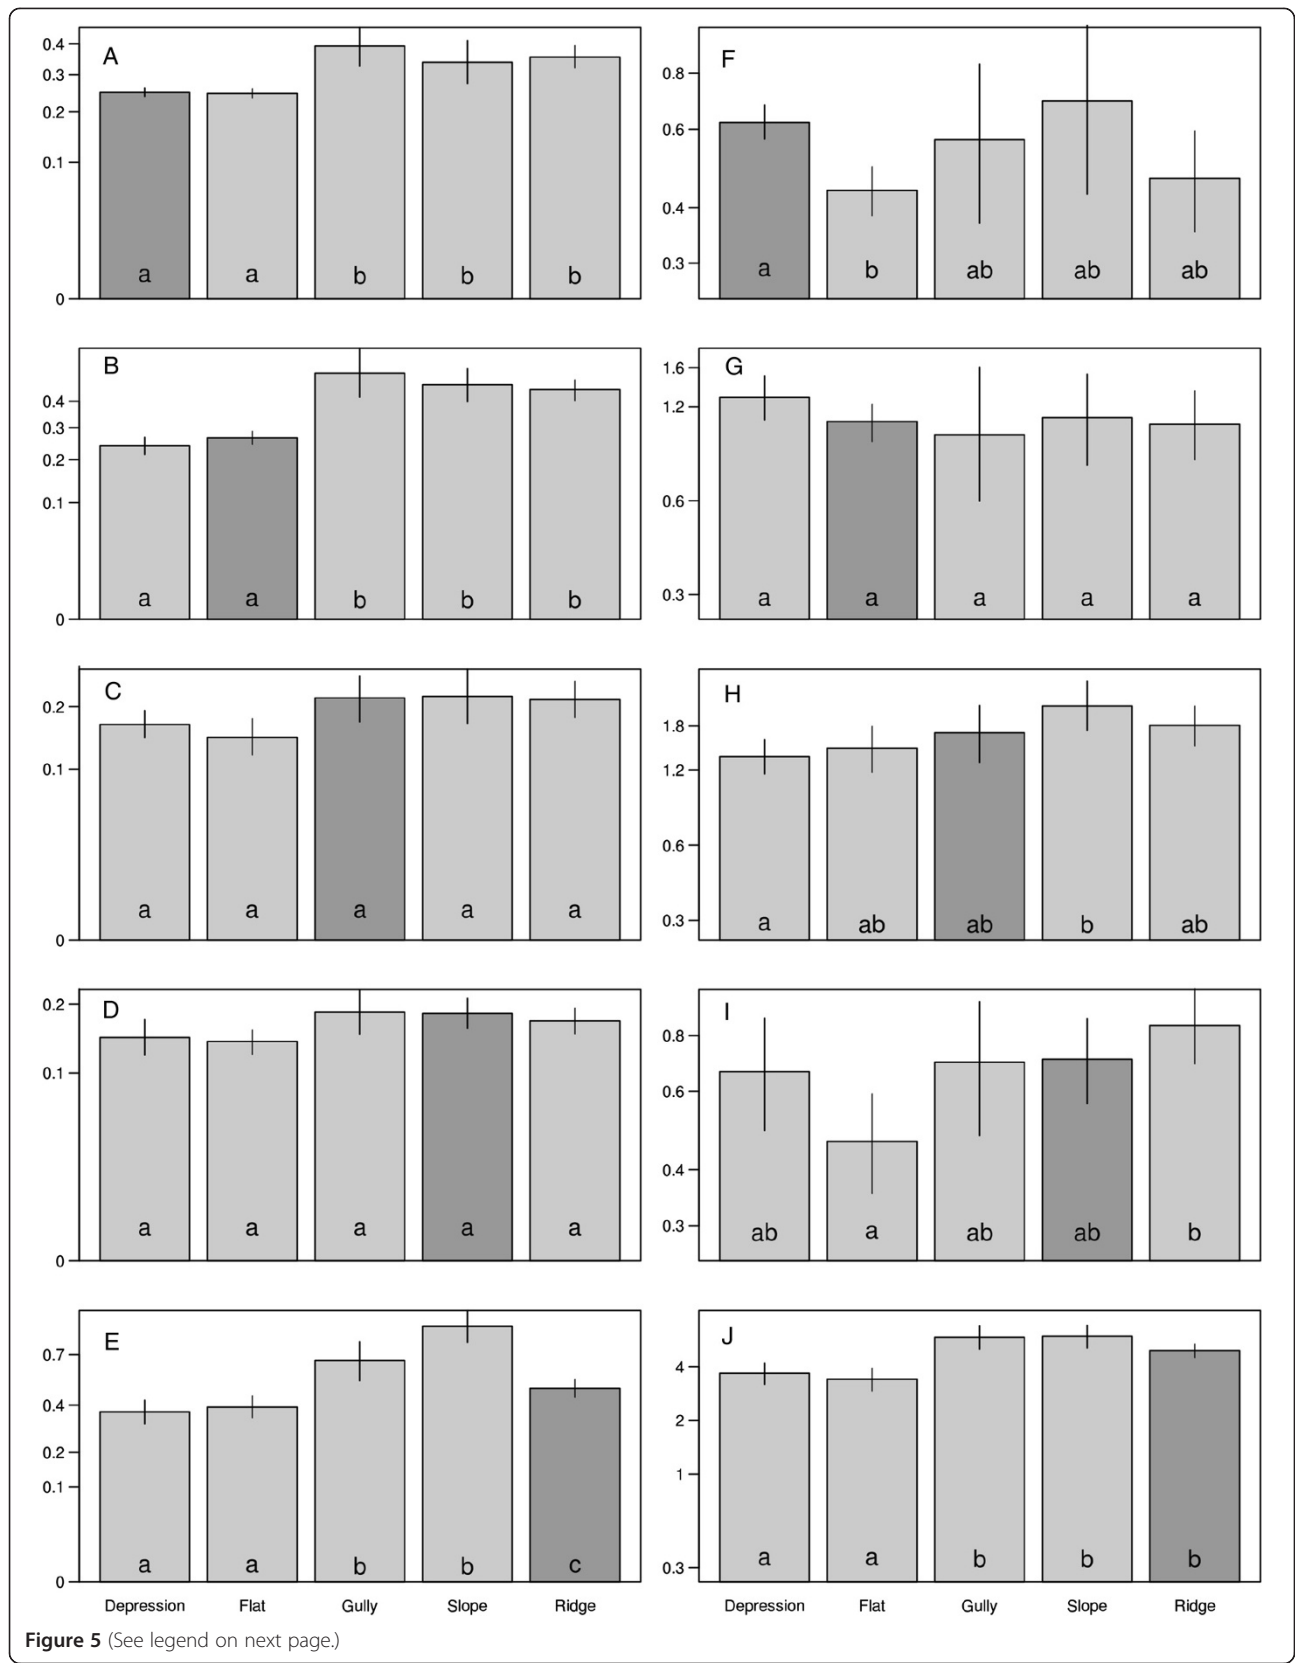 A
0.4
0.3
0.2
0.1
0
a a b b b
F
0.8
0.6
0.4
0.3
a b ab ab ab
B
0.4
0.3
0.2
0.1
0
a a b b b
G
1.6
1.2
0.6
0.3
a a a a a
C
0.2
0.1
0
a a a a a
H
1.8
1.2
0.6
0.3
a ab ab b ab
D
0.2
0.1
0
a a a a a
I
0.8
0.6
0.4
0.3
ab a ab ab b
E
0.7
0.4
0.2
0.1
0
a a b b c
Depression Flat Gully Slope Ridge
J
4
2
1
0.3
a a b b b
Depression Flat Gully Slope Ridge
Figure 5 (See legend on next page.)